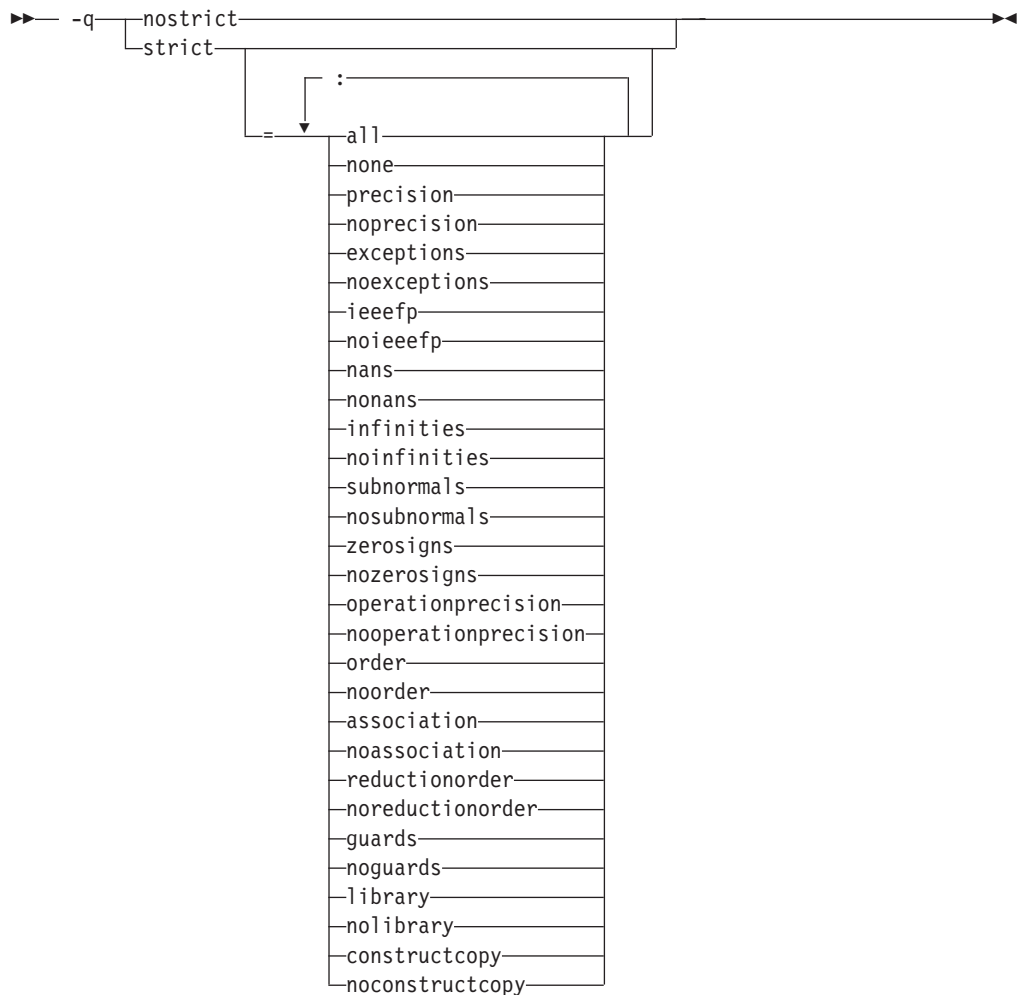 -q nostrict
strict
:
= all
none
precision
noprecision
exceptions
noexceptions
ieeefp
noieeefp
nans
nonans
infinities
noinfinities
subnormals
nosubnormals
zerosigns
nozerosigns
operationprecision
nooperationprecision
order
noorder
association
noassociation
reductionorder
noreductionorder
guards
noguards
library
nolibrary
constructcopy
noconstructcopy